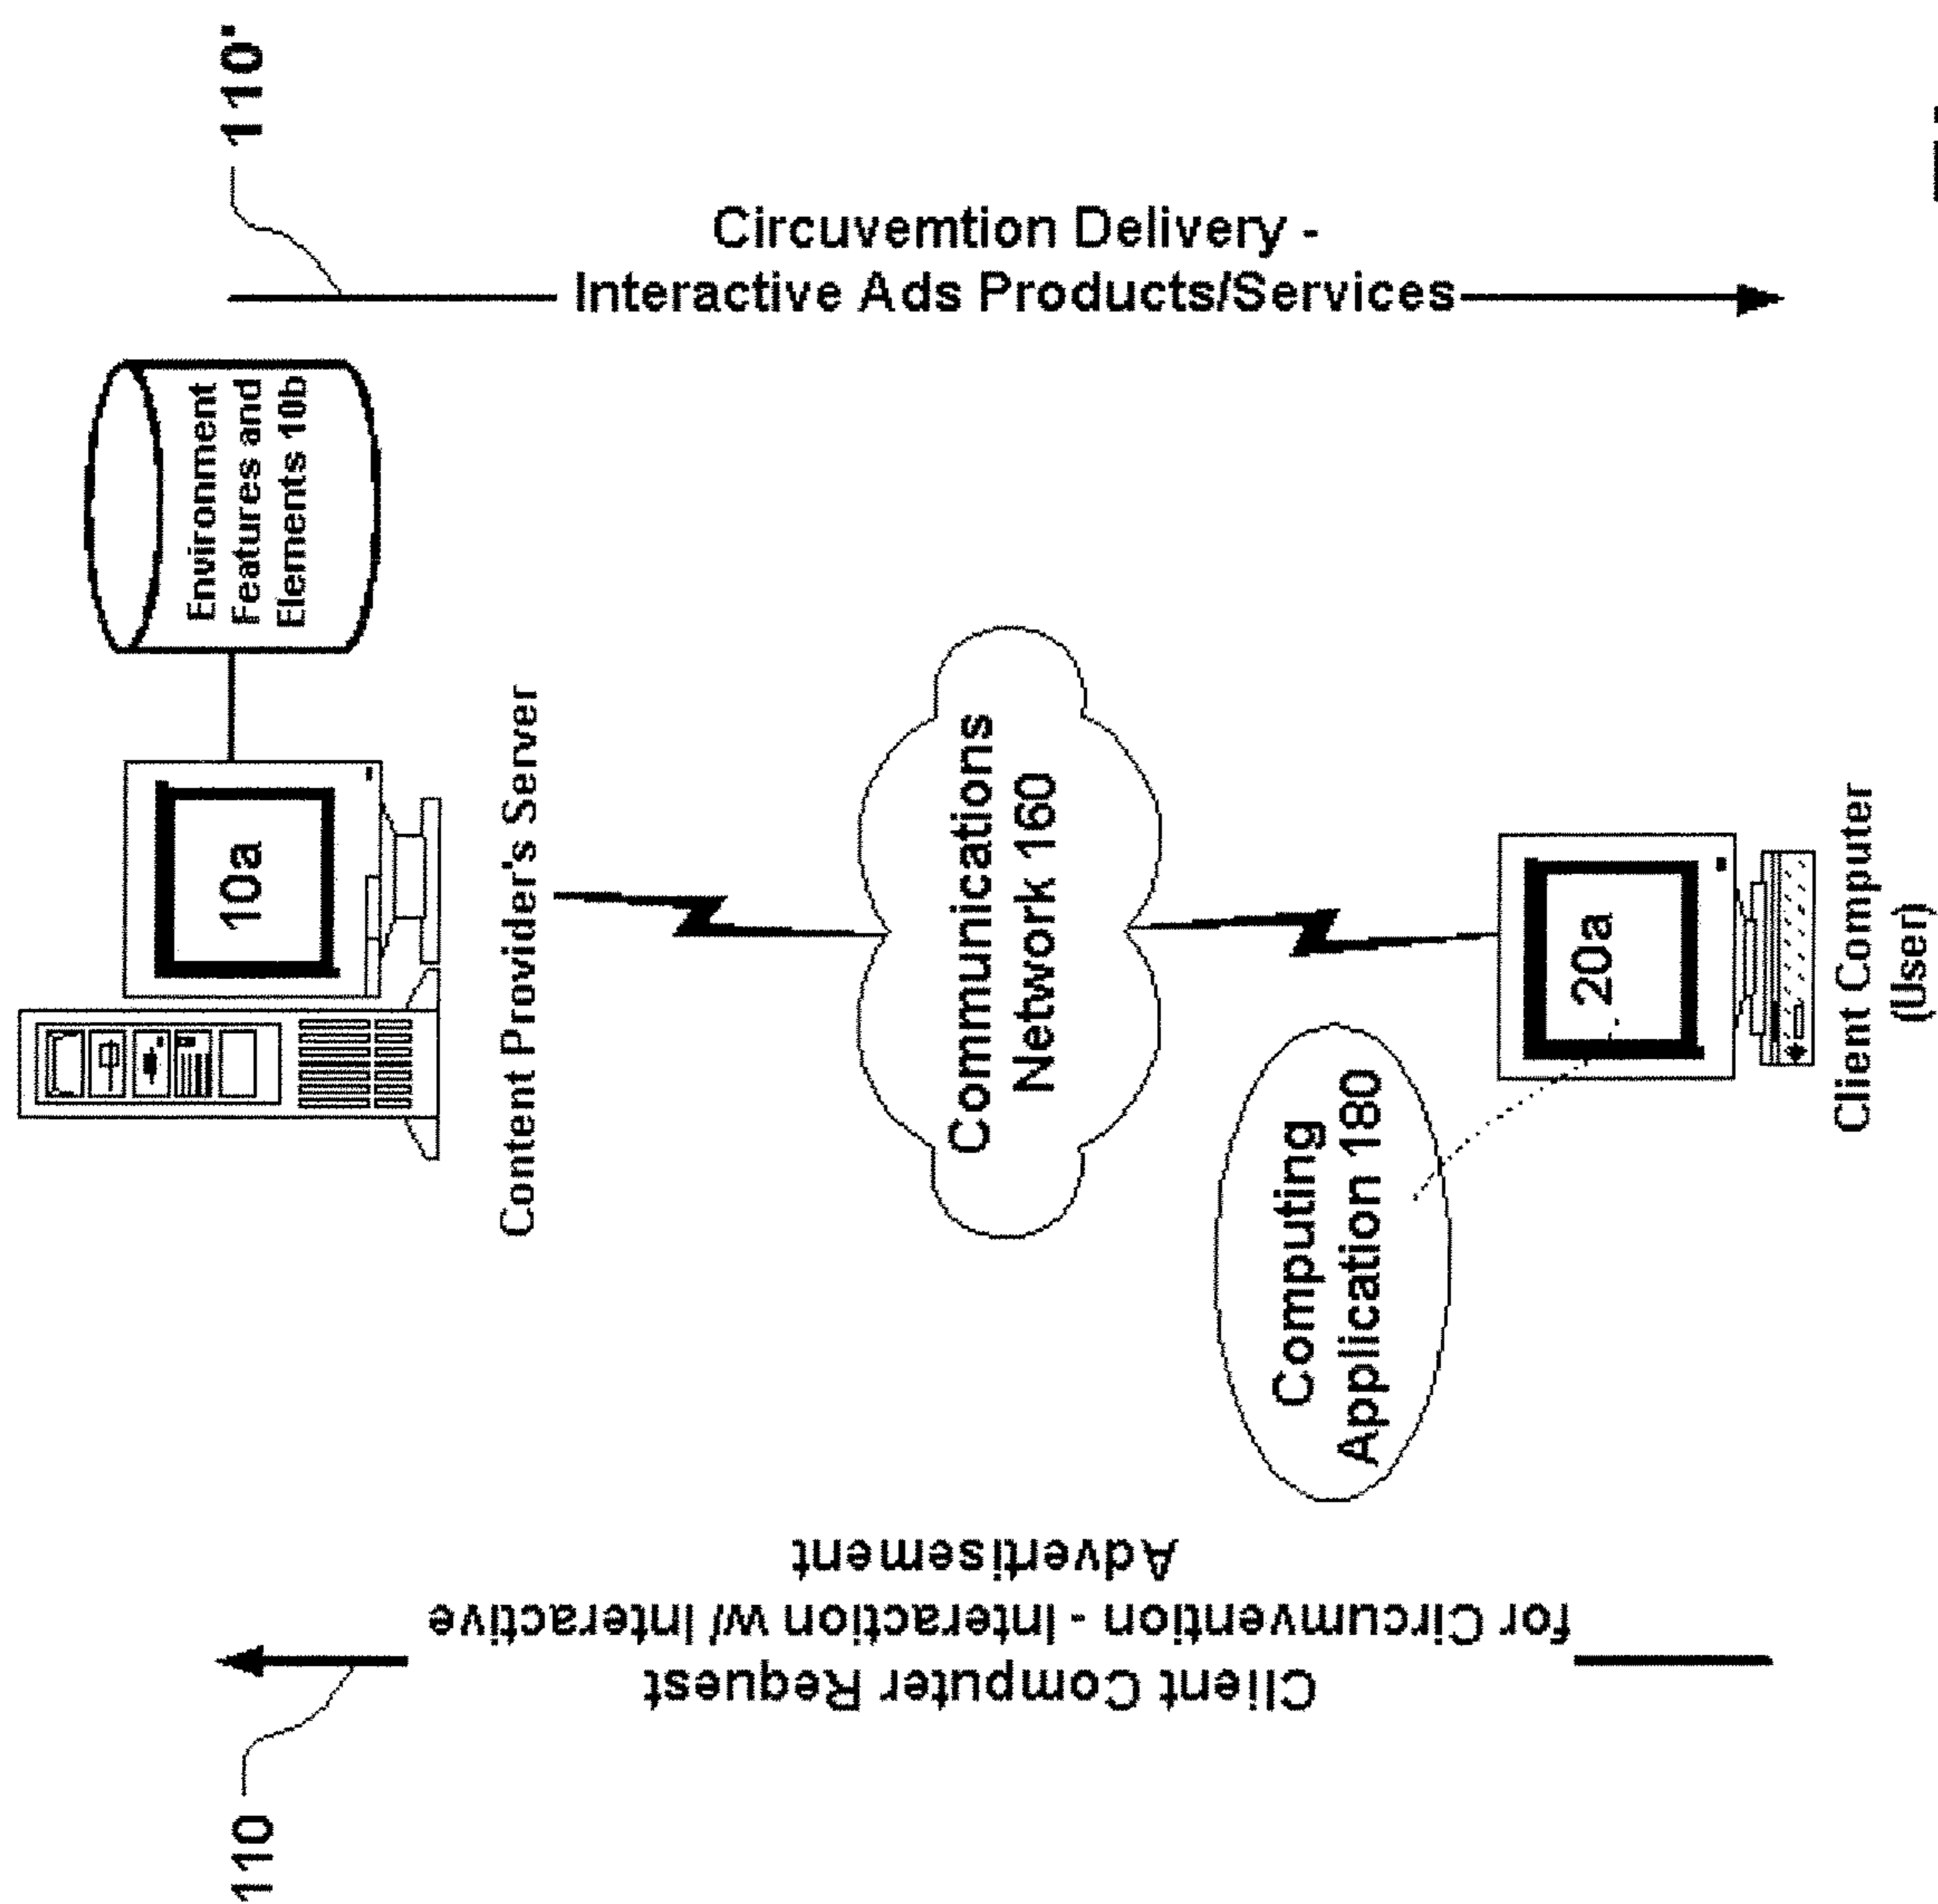 110
Client Computer Request
for Circumvention - Interaction w/ Interactive
Advertisement
10a
Environment
Features and
Elements 10b
Content Provider's Server
Communications
Network 160
Computing
Application 180
20a
Client Computer
(User)
110'
Circuvemtion Delivery -
Interactive Ads Products/Services